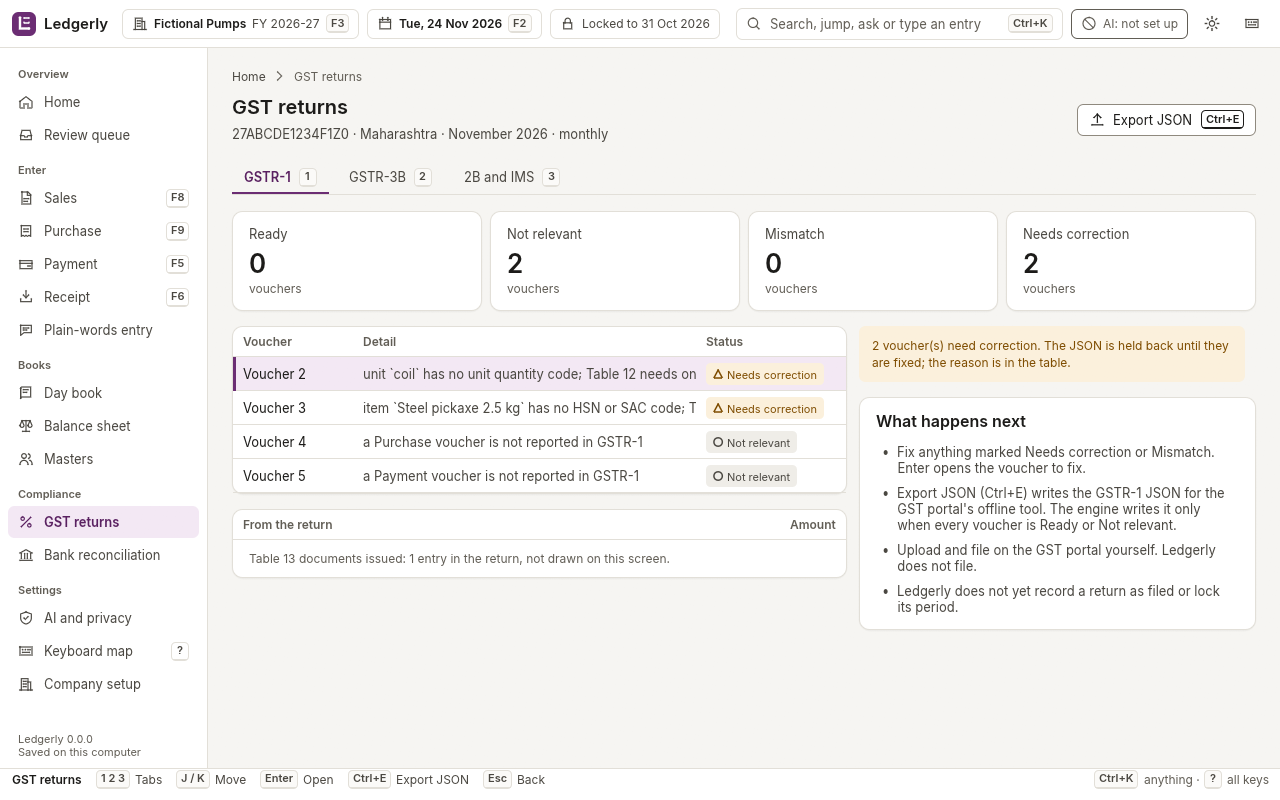 Ledgerly
Fictional Pumps FY 2026-27 F3
Tue, 24 Nov 2026 F2
Locked to 31 Oct 2026
Search, jump, ask or type an entry Ctrl+K
AI: not set up
Overview
Home
Review queue
Enter
Sales F8
Purchase F9
Payment F5
Receipt F6
Plain-words entry
Books
Day book
Balance sheet
Masters
Compliance
GST returns
Bank reconciliation
Settings
AI and privacy
Keyboard map ?
Company setup
Ledgerly 0.0.0
Saved on this computer
Home GST returns
GST returns
27ABCDE1234F1Z0 · Maharashtra · November 2026 · monthly
Export JSON Ctrl+E
GSTR-1 1 GSTR-3B 2 2B and IMS 3
Ready
0
vouchers
Not relevant
2
vouchers
Mismatch
0
vouchers
Needs correction
2
vouchers
Voucher Detail Status
Voucher 2 unit `coil` has no unit quantity code; Table 12 needs on Needs correction
Voucher 3 item `Steel pickaxe 2.5 kg` has no HSN or SAC code; T Needs correction
Voucher 4 a Purchase voucher is not reported in GSTR-1 Not relevant
Voucher 5 a Payment voucher is not reported in GSTR-1 Not relevant
From the return Amount
Table 13 documents issued: 1 entry in the return, not drawn on this screen.
2 voucher(s) need correction. The JSON is held back until they
are fixed; the reason is in the table.
What happens next
• Fix anything marked Needs correction or Mismatch.
Enter opens the voucher to fix.
• Export JSON (Ctrl+E) writes the GSTR-1 JSON for the
GST portal's offline tool. The engine writes it only
when every voucher is Ready or Not relevant.
• Upload and file on the GST portal yourself. Ledgerly
does not file.
• Ledgerly does not yet record a return as filed or lock
its period.
GST returns 1 2 3 Tabs J / K Move Enter Open Ctrl+E Export JSON Esc Back
Ctrl+K anything · ? all keys